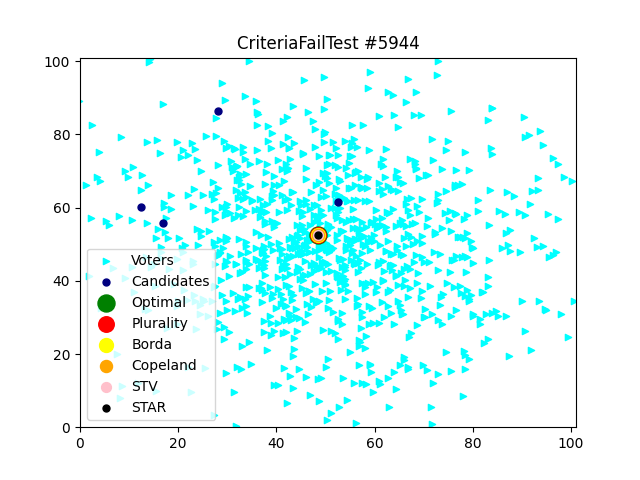 CriteriaFailTest #5944
100
80
60
40
20
0
Voters
Candidates
Optimal
Plurality
Borda
Copeland
STV
STAR
0 20 40 60 80 100